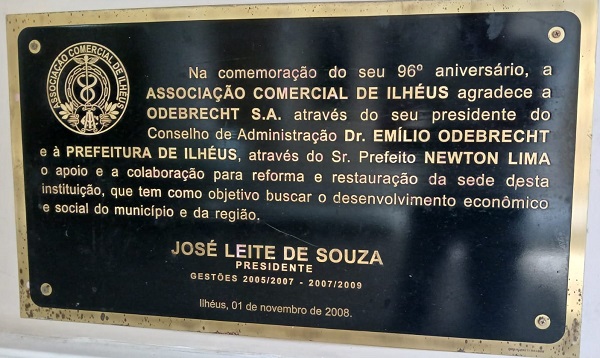 ASSOCIAÇÃO COMERCIAL DE ILHÉUS
Na comemoração do seu 96º aniversário, a
ASSOCIAÇÃO COMERCIAL DE ILHÉUS agradece a
ODEBRECHT S.A. através do seu presidente do
Conselho de Administração Dr. EMÍLIO ODEBRECHT
e à PREFEITURA DE ILHÉUS, através do Sr. Prefeito NEWTON LIMA
o apoio e a colaboração para reforma e restauração da sede desta
instituição, que tem como objetivo buscar o desenvolvimento econômico
e social do município e da região.
JOSÉ LEITE DE SOUZA
PRESIDENTE
GESTÕES 2005/2007 - 2007/2009
Ilhéus, 01 de novembro de 2008.